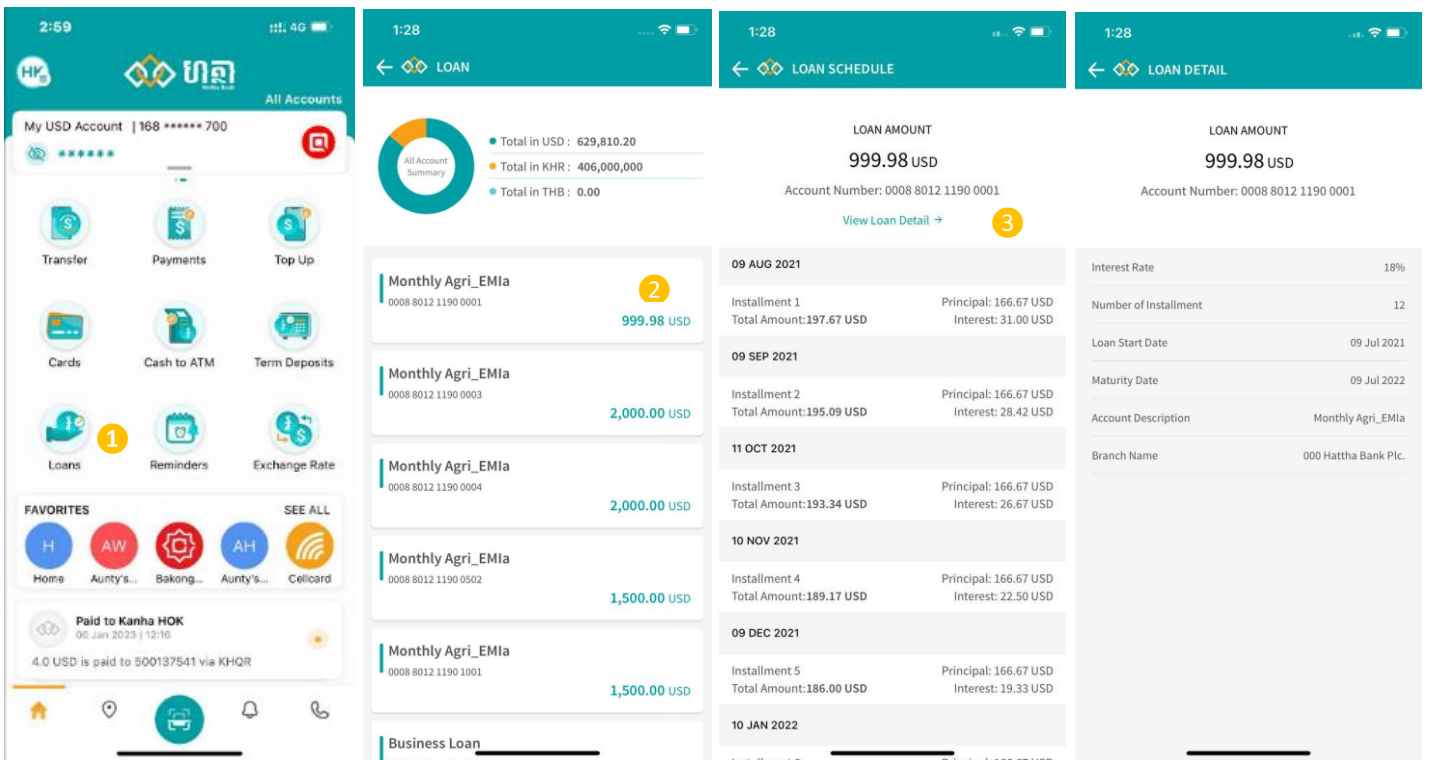 2:59
4G
HK
ហត្ថា
All Accounts
My USD Account | 168 ****** 700
******
Transfer
Payments
Top Up
Cards
Cash to ATM
Term Deposits
Loans
1
Reminders
Exchange Rate
FAVORITES
SEE ALL
H
AW
AH
Home
Aunty's...
Bakong...
Aunty's...
Cellcard
Paid to Kanha HOK
06 Jan 2023 | 12:16
4.0 USD is paid to 500137541 via KHQR
1:28
LOAN
All Account
Summary
Total in USD : 629,810.20
Total in KHR : 406,000,000
Total in THB : 0.00
Monthly Agri_EMIa
0008 8012 1190 0001
2
999.98 USD
Monthly Agri_EMIa
0008 8012 1190 0003
2,000.00 USD
Monthly Agri_EMIa
0008 8012 1190 0004
2,000.00 USD
Monthly Agri_EMIa
0008 8012 1190 0502
1,500.00 USD
Monthly Agri_EMIa
0008 8012 1190 1001
1,500.00 USD
Business Loan
1:28
LOAN SCHEDULE
LOAN AMOUNT
999.98 USD
Account Number: 0008 8012 1190 0001
View Loan Detail →
3
09 AUG 2021
Installment 1 Principal: 166.67 USD
Total Amount:197.67 USD Interest: 31.00 USD
09 SEP 2021
Installment 2 Principal: 166.67 USD
Total Amount:195.09 USD Interest: 28.42 USD
11 OCT 2021
Installment 3 Principal: 166.67 USD
Total Amount:193.34 USD Interest: 26.67 USD
10 NOV 2021
Installment 4 Principal: 166.67 USD
Total Amount:189.17 USD Interest: 22.50 USD
09 DEC 2021
Installment 5 Principal: 166.67 USD
Total Amount:186.00 USD Interest: 19.33 USD
10 JAN 2022
1:28
LOAN DETAIL
LOAN AMOUNT
999.98 USD
Account Number: 0008 8012 1190 0001
Interest Rate 18%
Number of Installment 12
Loan Start Date 09 Jul 2021
Maturity Date 09 Jul 2022
Account Description Monthly Agri_EMIa
Branch Name 000 Hattha Bank Plc.